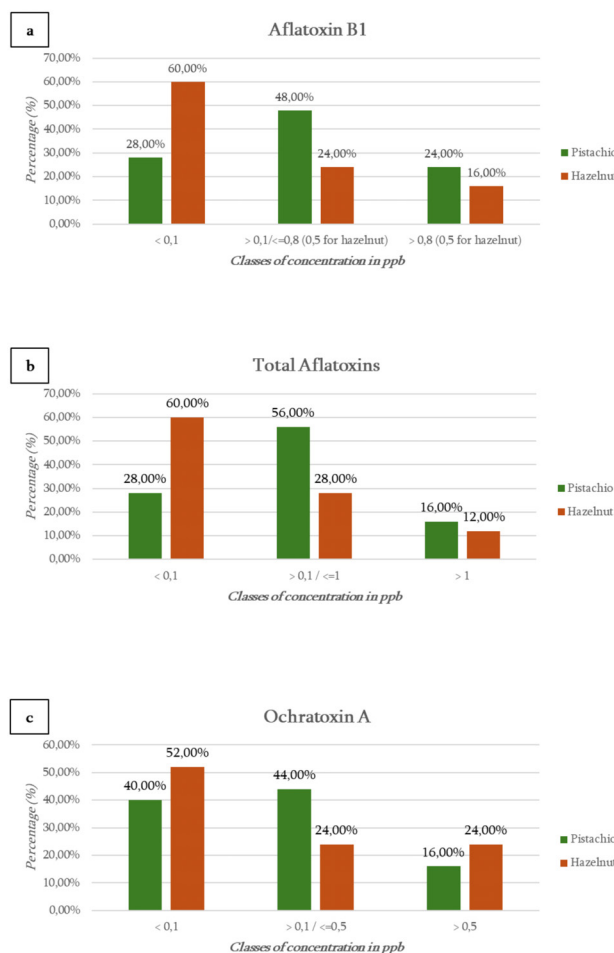 a
Aflatoxin B1
70,00%
60,00%
50,00%
40,00%
30,00%
20,00%
10,00%
0,00%
Percentage (%)
28,00%
60,00%
48,00%
24,00%
24,00%
16,00%
< 0,1
> 0,1/<=0,8 (0,5 for hazelnut)
> 0,8 (0,5 for hazelnut)
Classes of concentration in ppb
Pistachio
Hazelnut
b
Total Aflatoxins
70,00%
60,00%
50,00%
40,00%
30,00%
20,00%
10,00%
0,00%
Percentage (%)
28,00%
60,00%
56,00%
28,00%
16,00%
12,00%
< 0,1
> 0,1 / <=1
> 1
Classes of concentration in ppb
Pistachio
Hazelnut
c
Ochratoxin A
60,00%
50,00%
40,00%
30,00%
20,00%
10,00%
0,00%
Percentage (%)
40,00%
52,00%
44,00%
24,00%
16,00%
24,00%
< 0,1
> 0,1 / <=0,5
> 0,5
Classes of concentration in ppb
Pistachio
Hazelnut